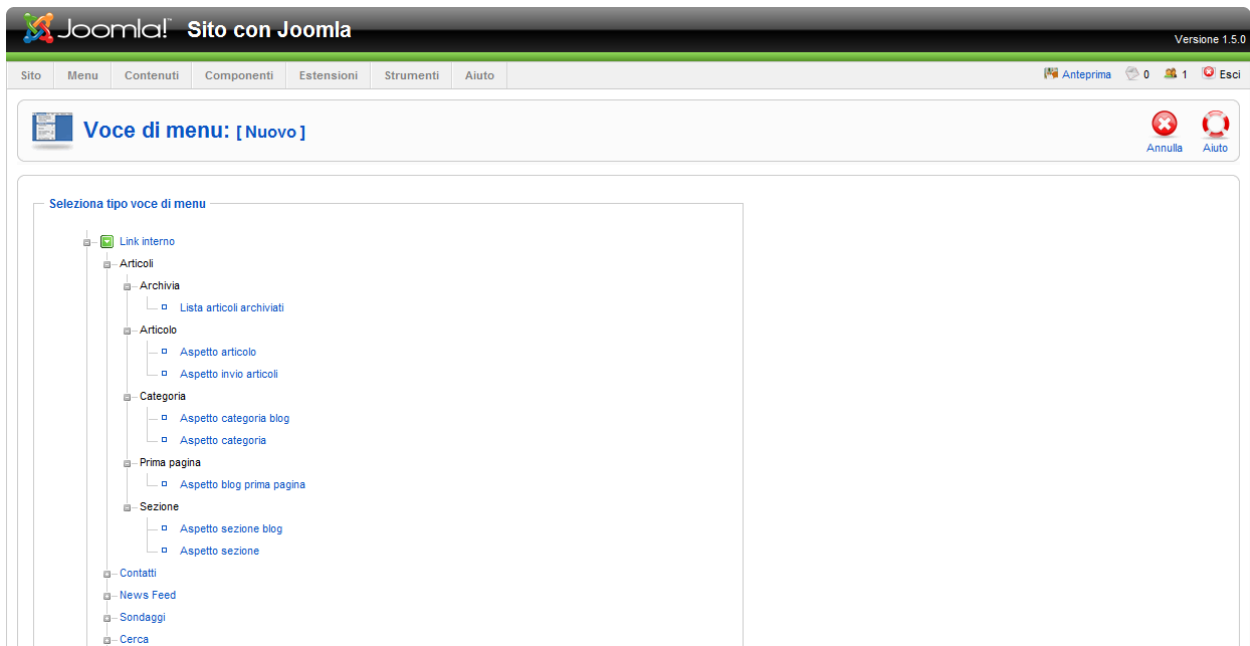 Joomla! Sito con Joomla
Versione 1.5.0
Sito Menu Contenuti Componenti Estensioni Strumenti Aiuto Anteprima 0 1 Esci
Voce di menu: [ Nuovo ]
Annulla Aiuto
Seleziona tipo voce di menu
Link interno
Articoli
Archivia
Lista articoli archiviati
Articolo
Aspetto articolo
Aspetto invio articoli
Categoria
Aspetto categoria blog
Aspetto categoria
Prima pagina
Aspetto blog prima pagina
Sezione
Aspetto sezione blog
Aspetto sezione
Contatti
News Feed
Sondaggi
Cerca